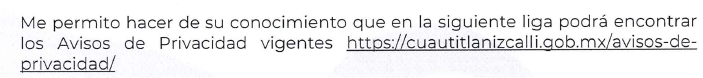 Me permito hacer de su conocimiento que en la siguiente liga podrá encontrar
los Avisos de Privacidad vigentes https://cuautitlanizcalli.gob.mx/avisos-de-
privacidad/